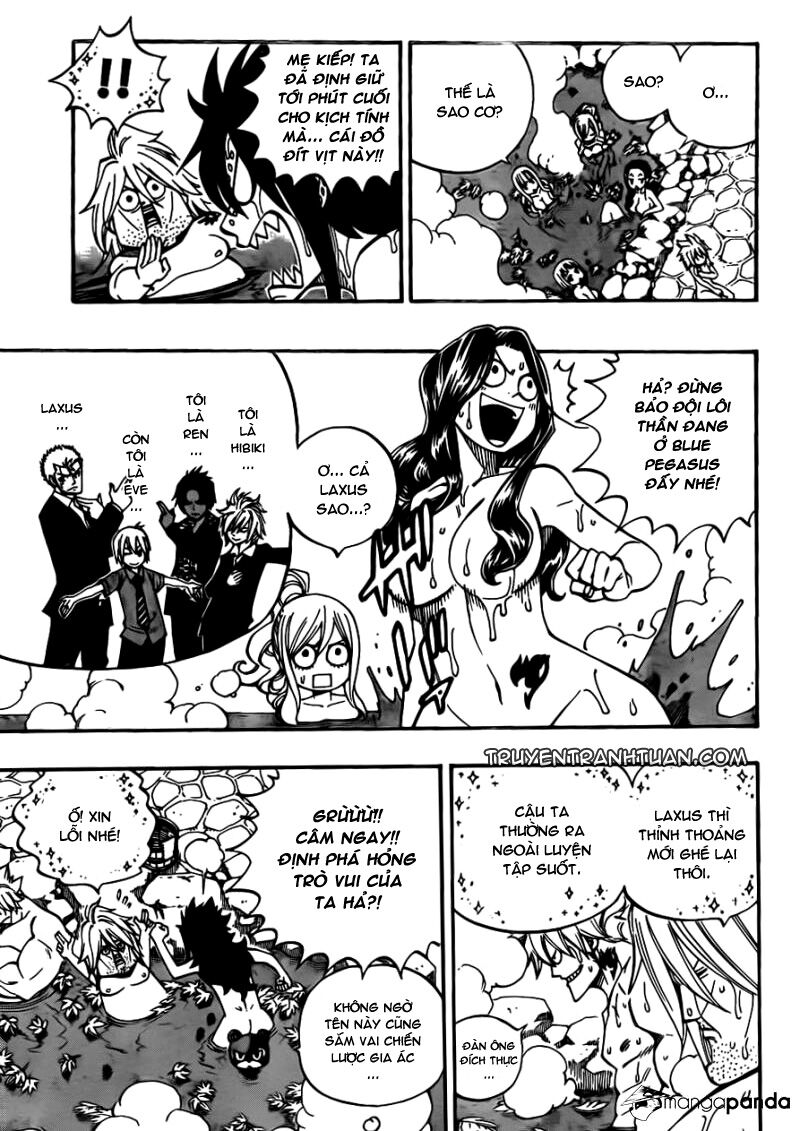 Ơ...
SAO?
THẾ LÀ
SAO CƠ?
MẸ KIẾP! TA
ĐÃ ĐỊNH GIỮ
TỚI PHÚT CUỐI
CHO KỊCH TÍNH
MÀ... CÁI ĐỒ
ĐÍT VỊT NÀY!!
!!
HẢ? ĐỪNG
BẢO ĐỘI LÔI
THẦN ĐANG
Ở BLUE
PEGASUS
ĐẤY NHÉ!
Ơ... CẢ
LAXUS
SAO...?
TÔI
LÀ
HIBIKI
...
TÔI
LÀ
REN
...
CÒN
TÔI
LÀ
EVE
...
LAXUS
...
TRUYENTRANHTUAN.COM
LAXUS THÌ
THỈNH THOẢNG
MỚI GHÉ LẠI
THÔI.
CẬU TA
THƯỜNG RA
NGOÀI LUYỆN
TẬP SUỐT.
ĐÀN ÔNG
ĐÍCH THỰC
...
GRỪỪỪ!!
CÂM NGAY!!
ĐỊNH PHÁ HỎNG
TRÒ VUI CỦA
TA HẢ?!
Ố! XIN
LỖI NHÉ!
KHÔNG NGỜ
TÊN NÀY CŨNG
SẮM VAI CHIẾN
LƯỢC GIA ÁC
...
mangapanda